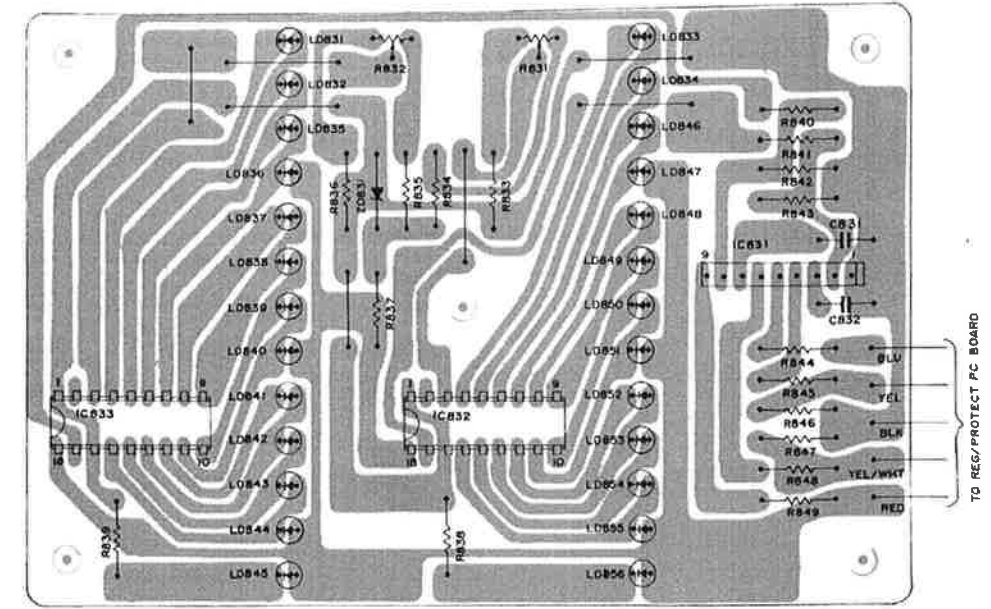 LD831
R832
R831
LD833
LD832
LD834
LD835
LD846
R840
R841
R842
R843
LD836
R836
ZD831
R835
R834
R833
LD847
LD837
LD848
C831
IC831
9
1
LD838
LD849
LD839
R837
LD850
C832
LD840
LD851
R844
BLU
1
9
IC833
18
10
LD841
1
9
IC832
18
10
LD852
R845
YEL
R846
BLK
LD842
LD853
R847
YEL/WHT
LD843
LD854
R848
RED
R849
LD844
R839
R838
LD855
LD845
LD856
TO REG/PROTECT PC BOARD